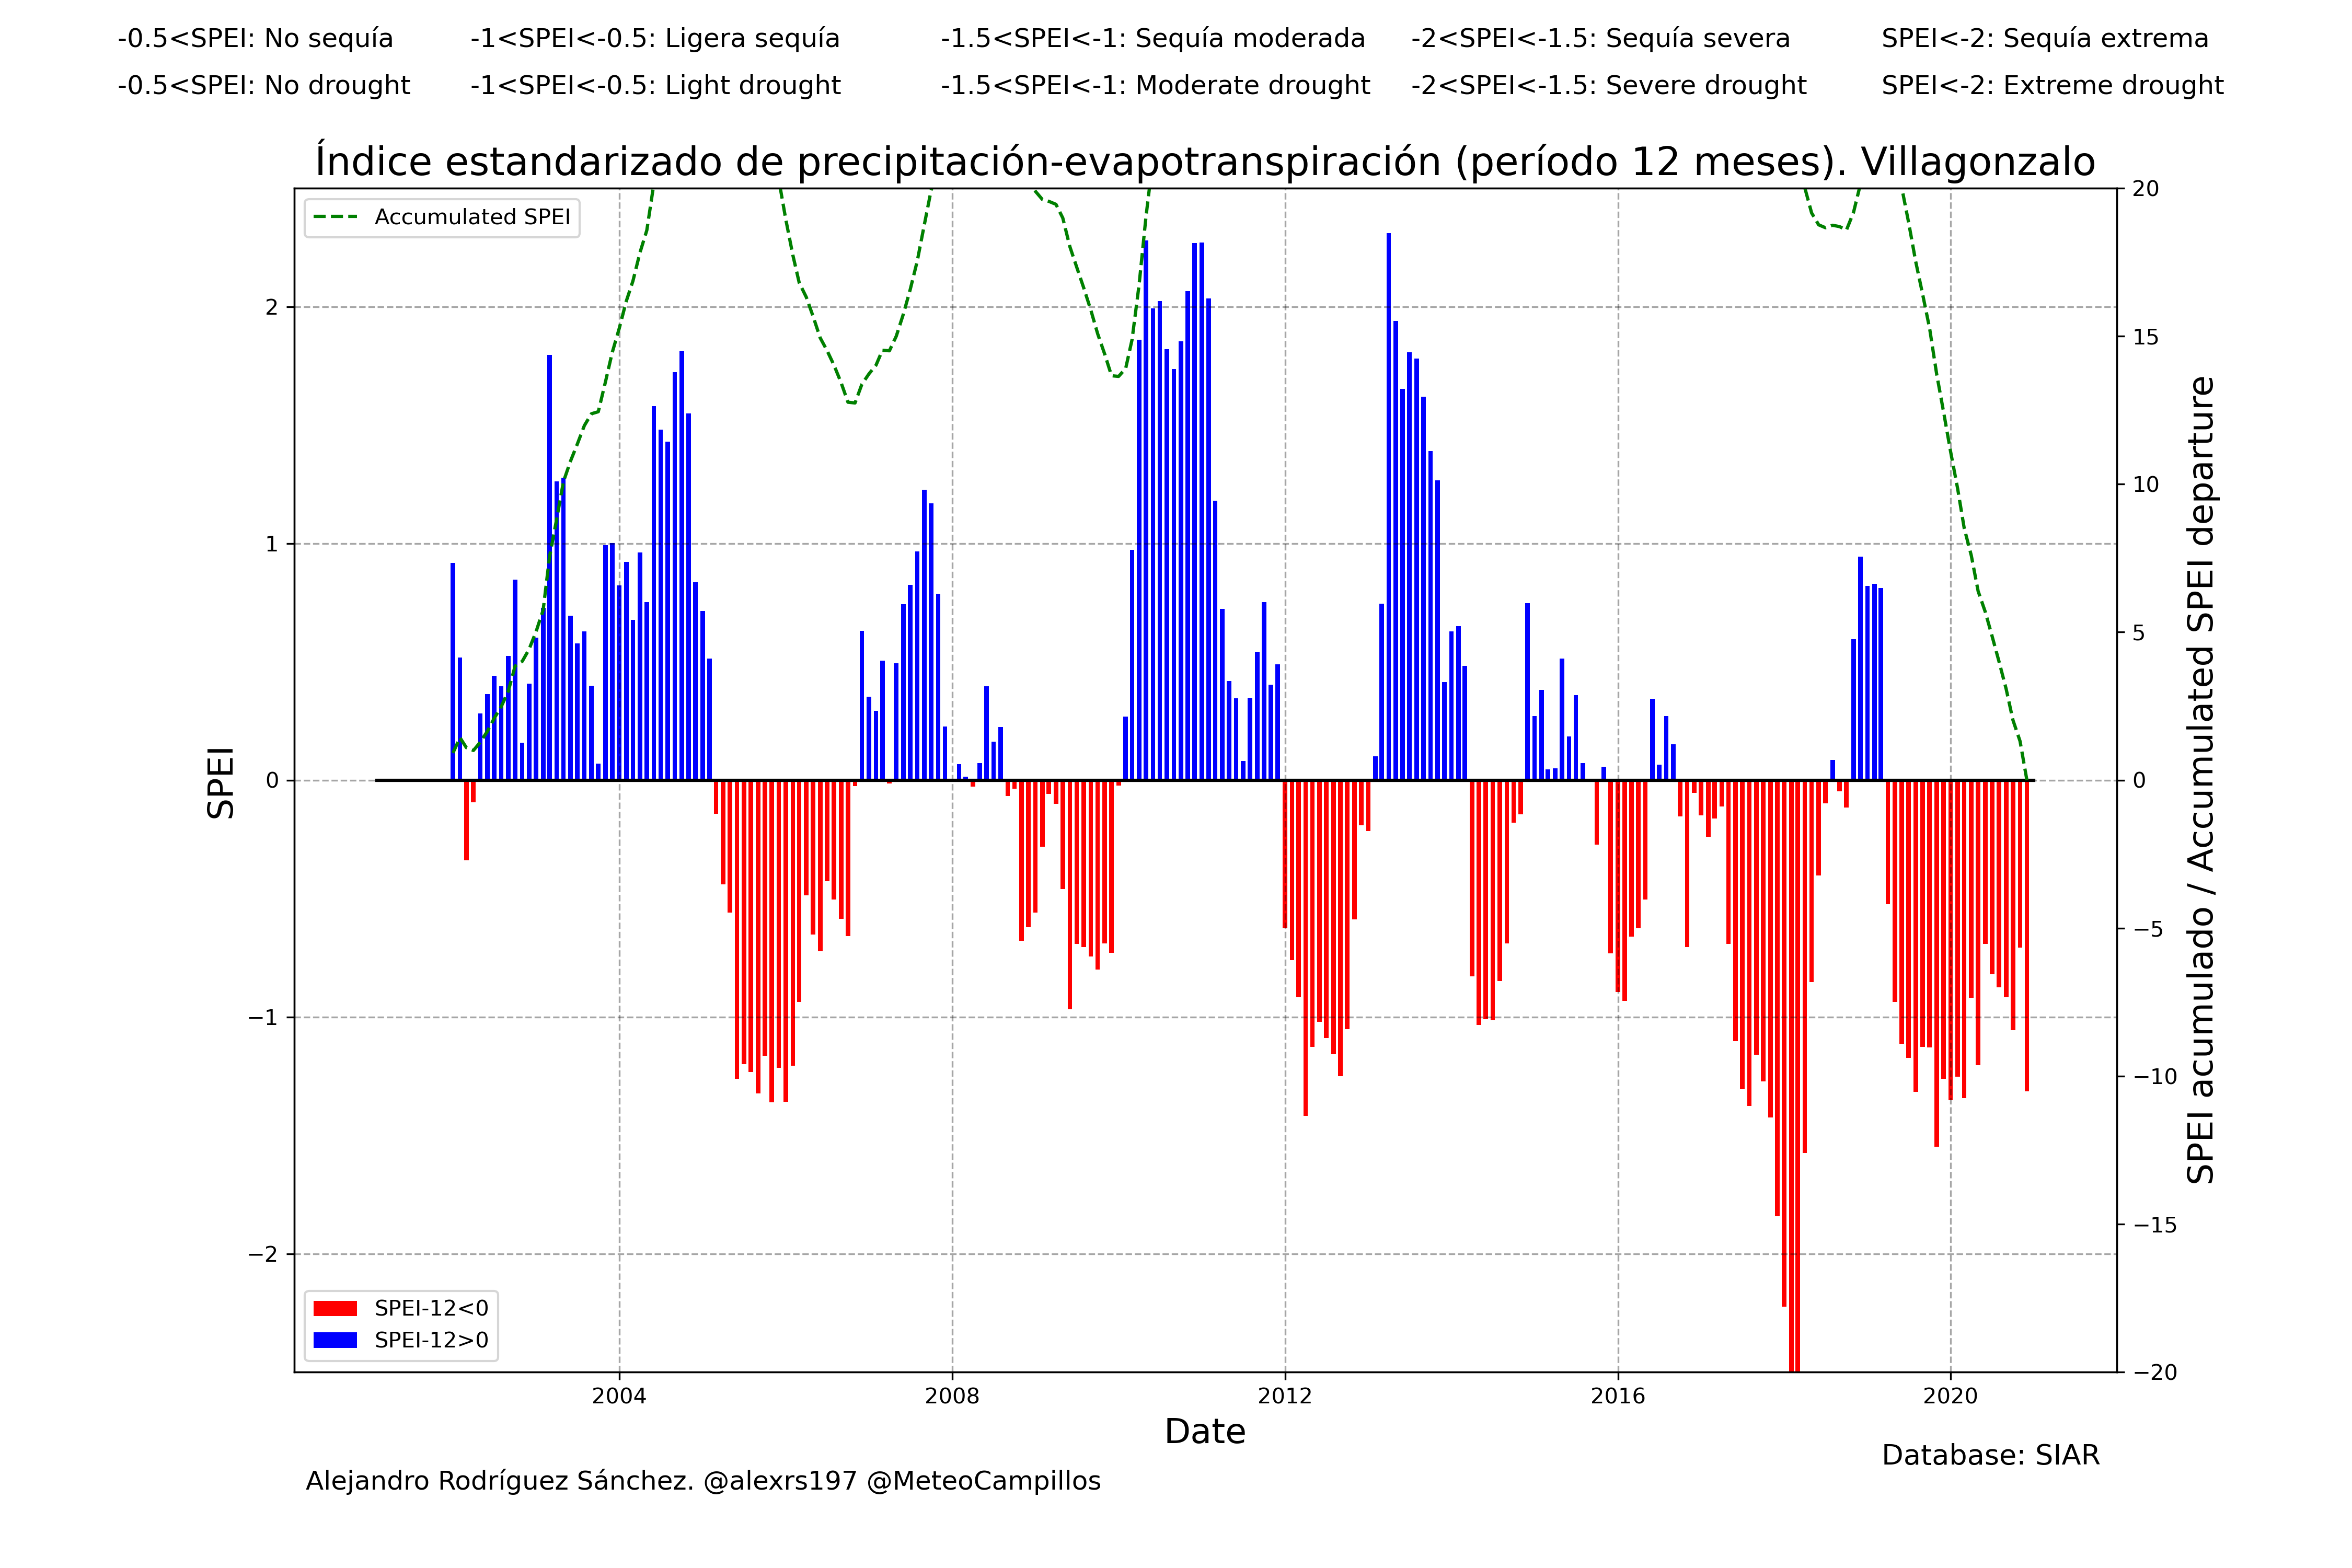 -0.5<SPEI: No sequía -1<SPEI<-0.5: Ligera sequía -1.5<SPEI<-1: Sequía moderada -2<SPEI<-1.5: Sequía severa SPEI<-2: Sequía extrema
-0.5<SPEI: No drought -1<SPEI<-0.5: Light drought -1.5<SPEI<-1: Moderate drought -2<SPEI<-1.5: Severe drought SPEI<-2: Extreme drought
Índice estandarizado de precipitación-evapotranspiración (período 12 meses). Villagonzalo
Accumulated SPEI
2
1
0
−1
−2
SPEI
20
15
10
5
0
−5
−10
−15
−20
SPEI acumulado / Accumulated SPEI departure
SPEI-12<0
SPEI-12>0
2004 2008 2012 2016 2020
Date
Database: SIAR
Alejandro Rodríguez Sánchez. @alexrs197 @MeteoCampillos